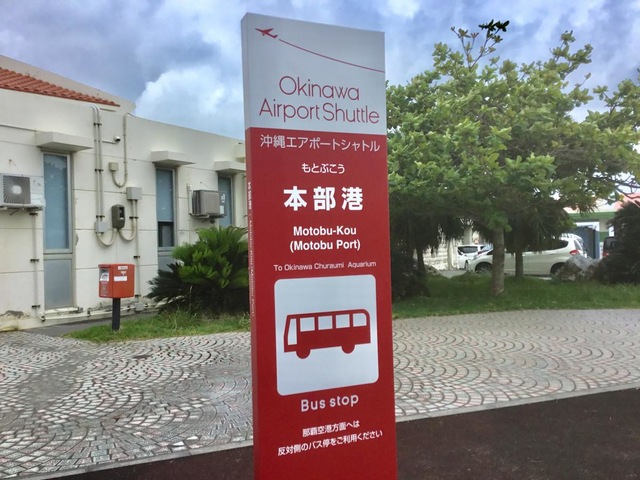 Okinawa
Airport Shuttle
沖縄エアポートシャトル
もとぶこう
本部港
Motobu-Kou
(Motobu Port)
To Okinawa Churaumi Aquarium
Bus stop
那覇空港方面へは
反対側のバス停をご利用ください